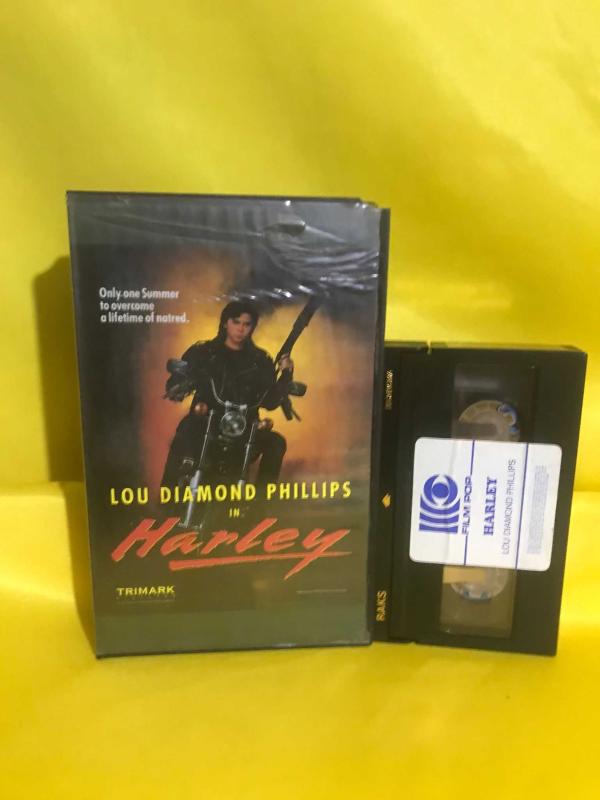 Only one Summer
to overcome
a lifetime of hatred.
LOU DIAMOND PHILLIPS
IN
Harley
TRIMARK
RAKS
FILM POP
HARLEY
LOU DIAMOND PHILLIPS